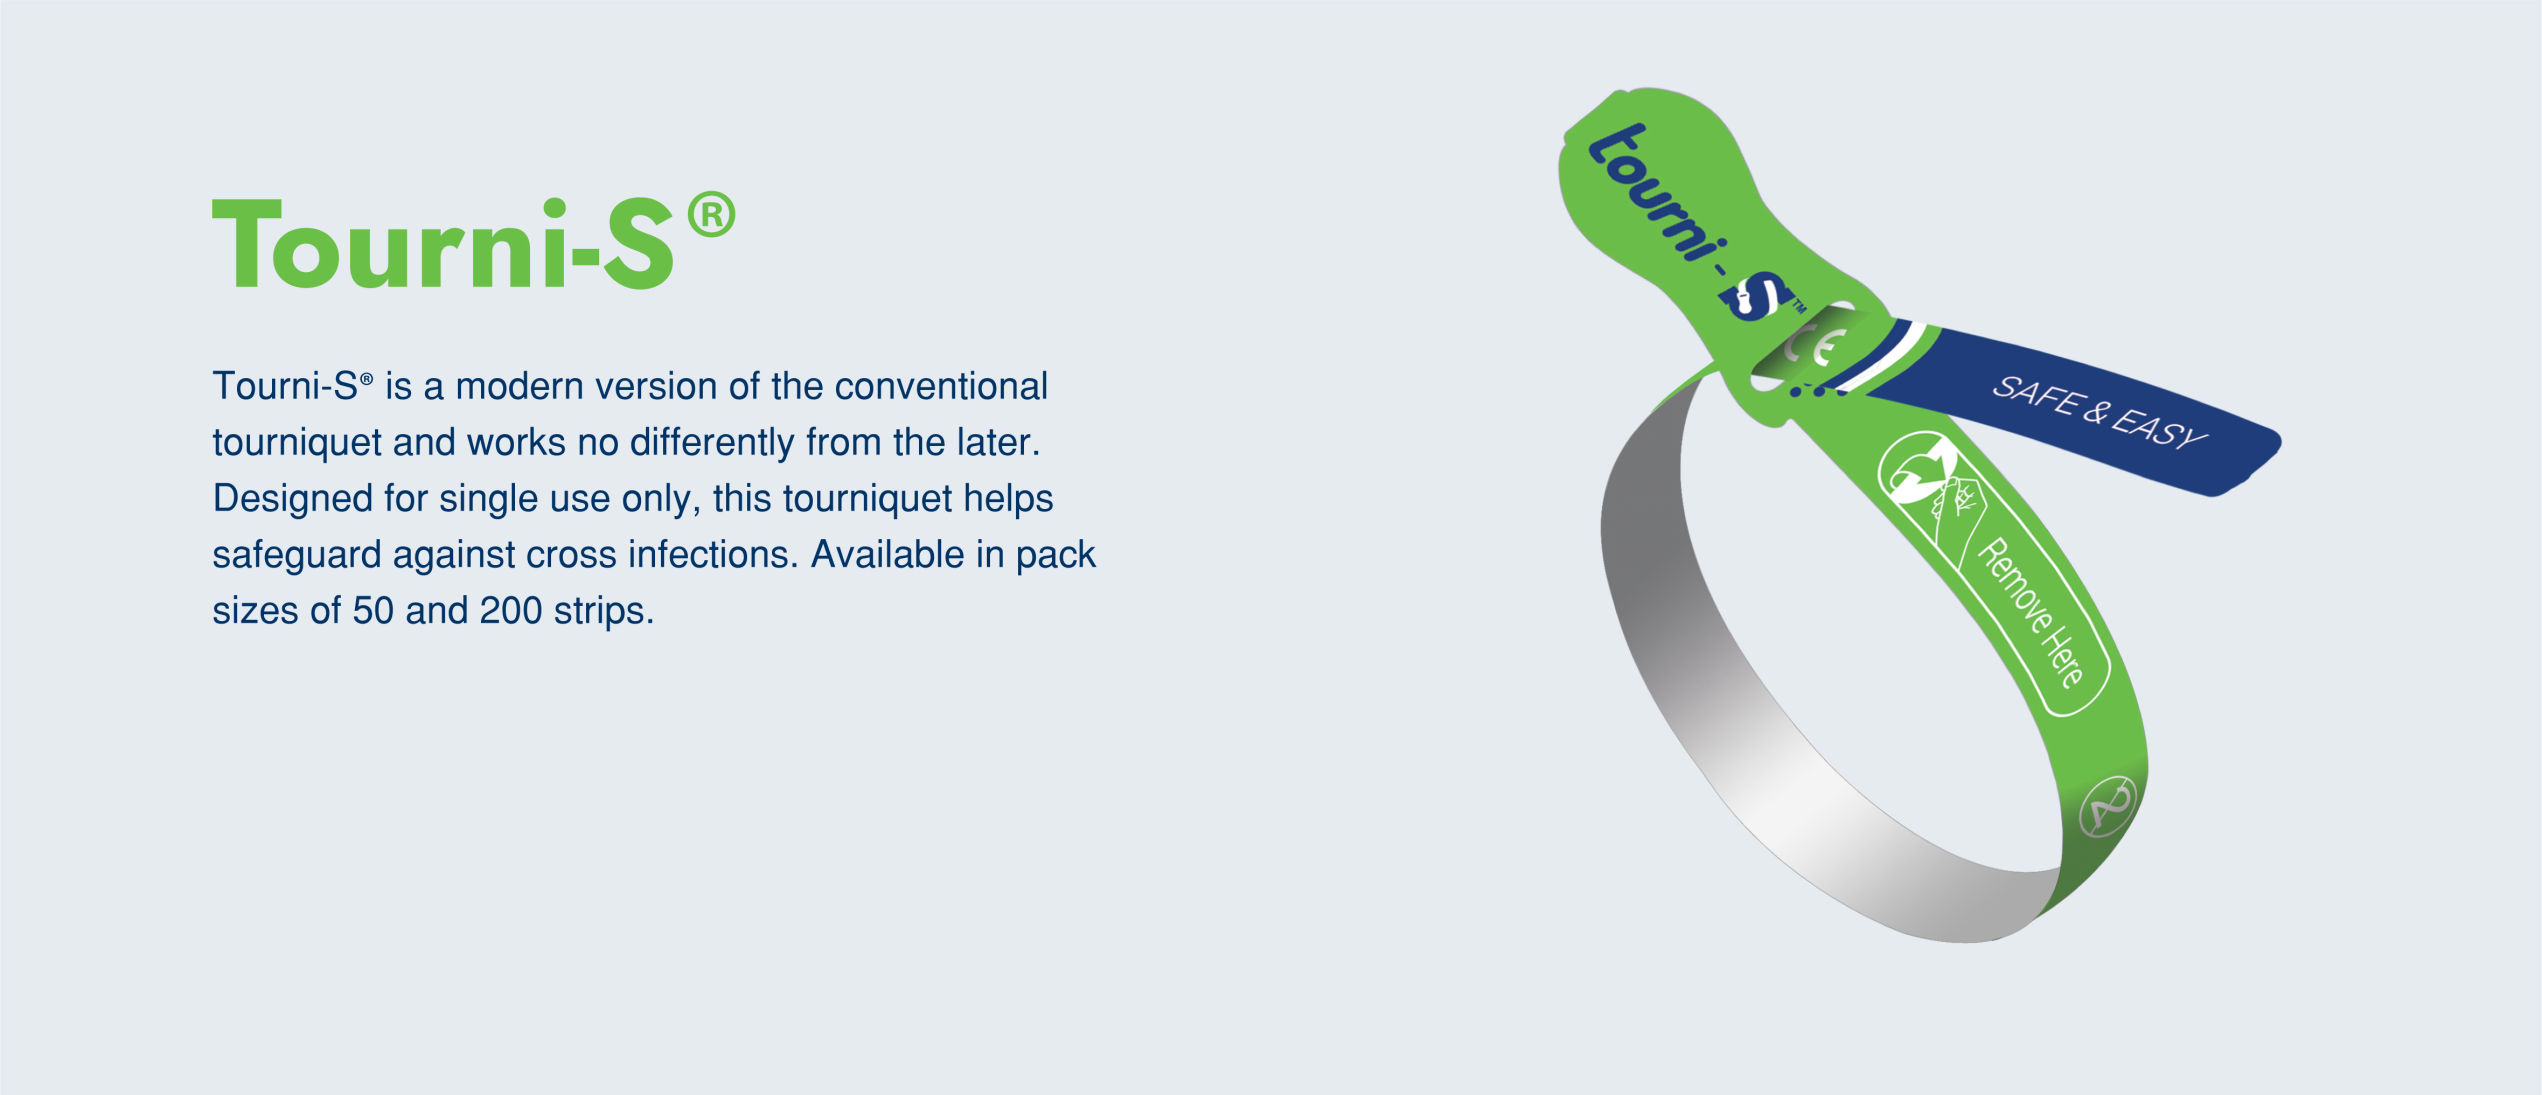 Tourni-S®
Tourni-S® is a modern version of the conventional
tourniquet and works no differently from the later.
Designed for single use only, this tourniquet helps
safeguard against cross infections. Available in pack
sizes of 50 and 200 strips.
tourni-S™
CE
SAFE & EASY
Remove Here
2